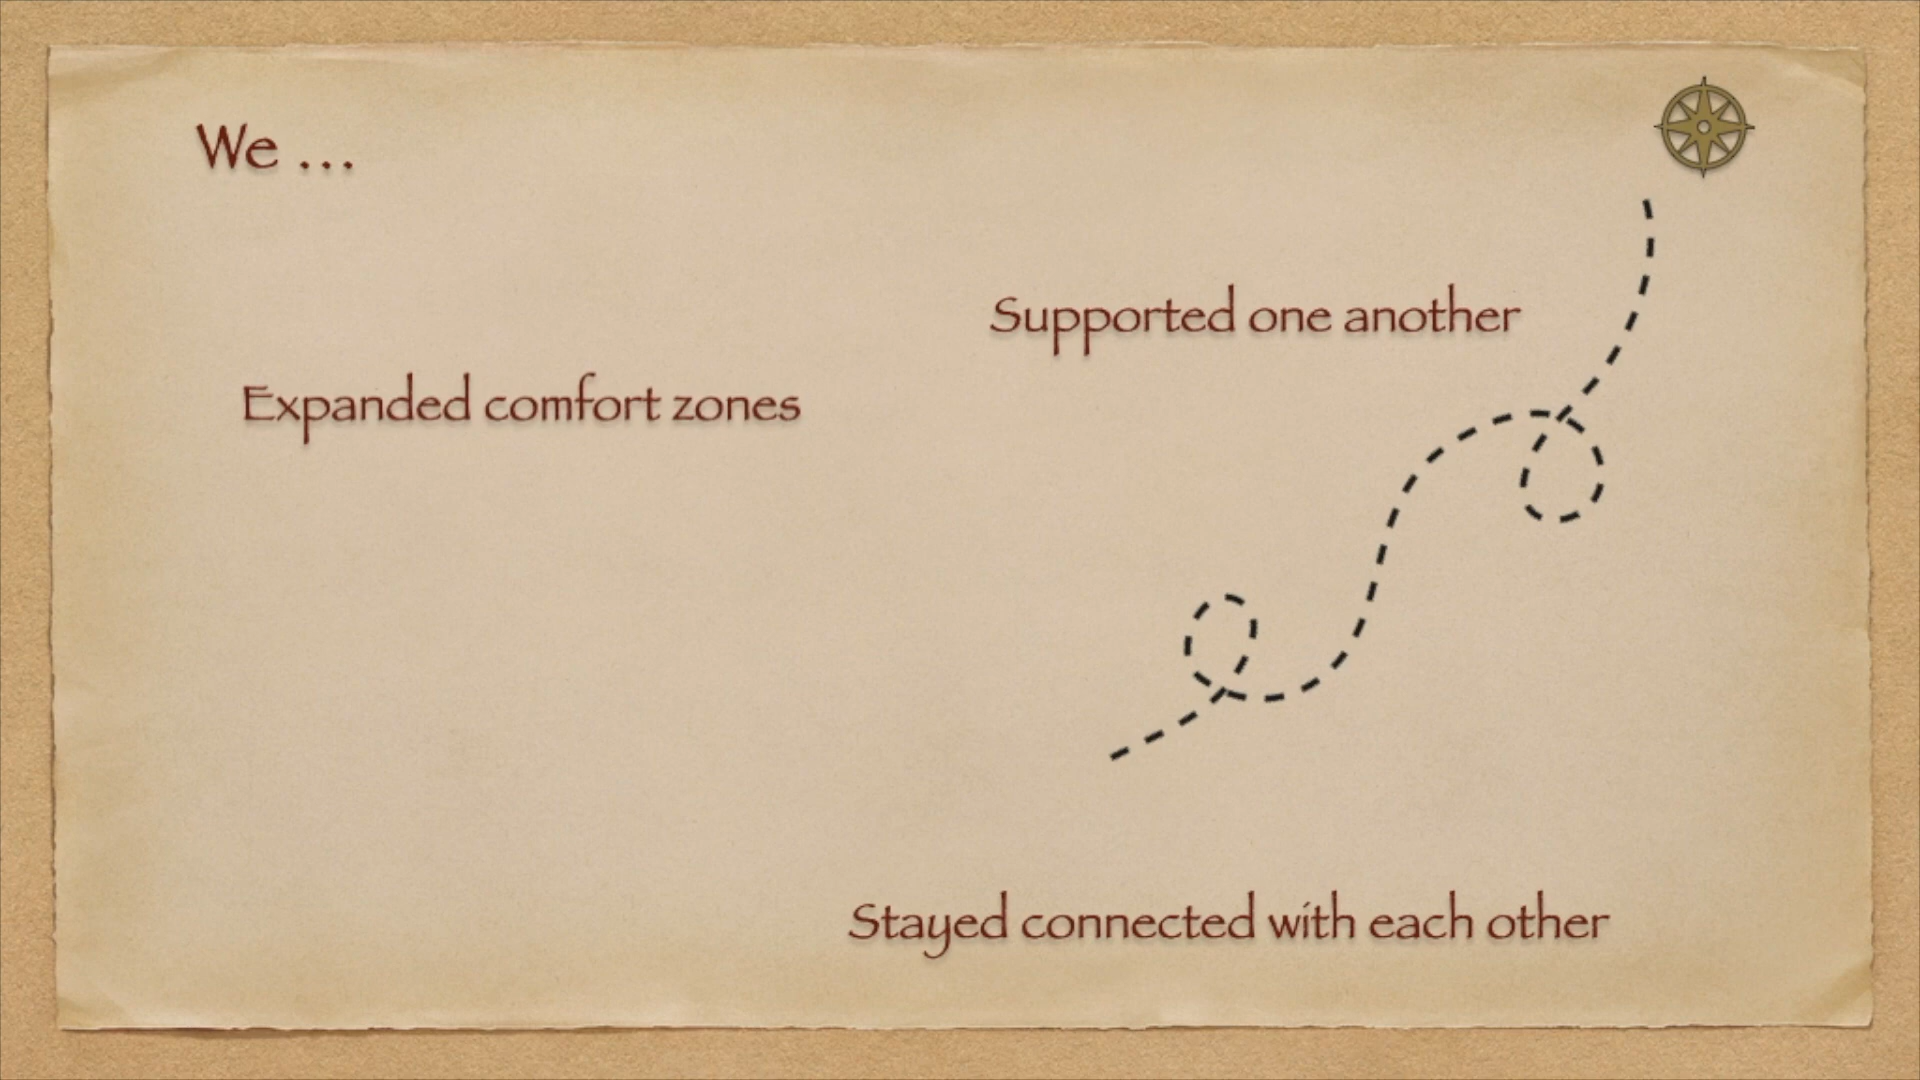 We …
Supported one another
Expanded comfort zones
Stayed connected with each other